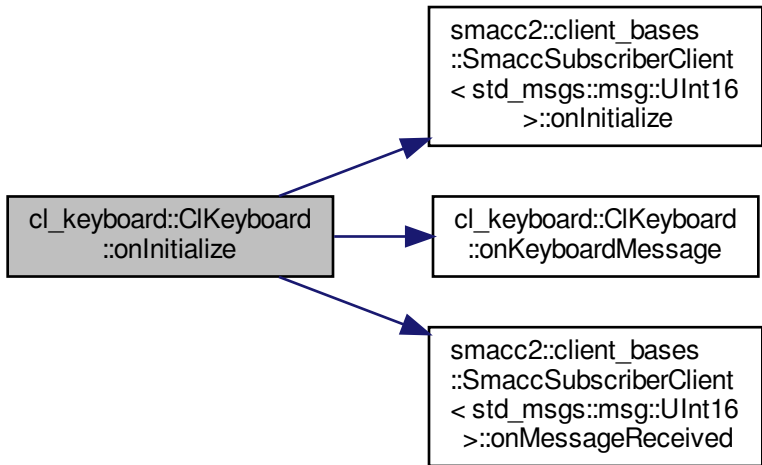 smacc2::client_bases
::SmaccSubscriberClient
< std_msgs::msg::UInt16
>::onInitialize
cl_keyboard::ClKeyboard
::onInitialize
cl_keyboard::ClKeyboard
::onKeyboardMessage
smacc2::client_bases
::SmaccSubscriberClient
< std_msgs::msg::UInt16
>::onMessageReceived